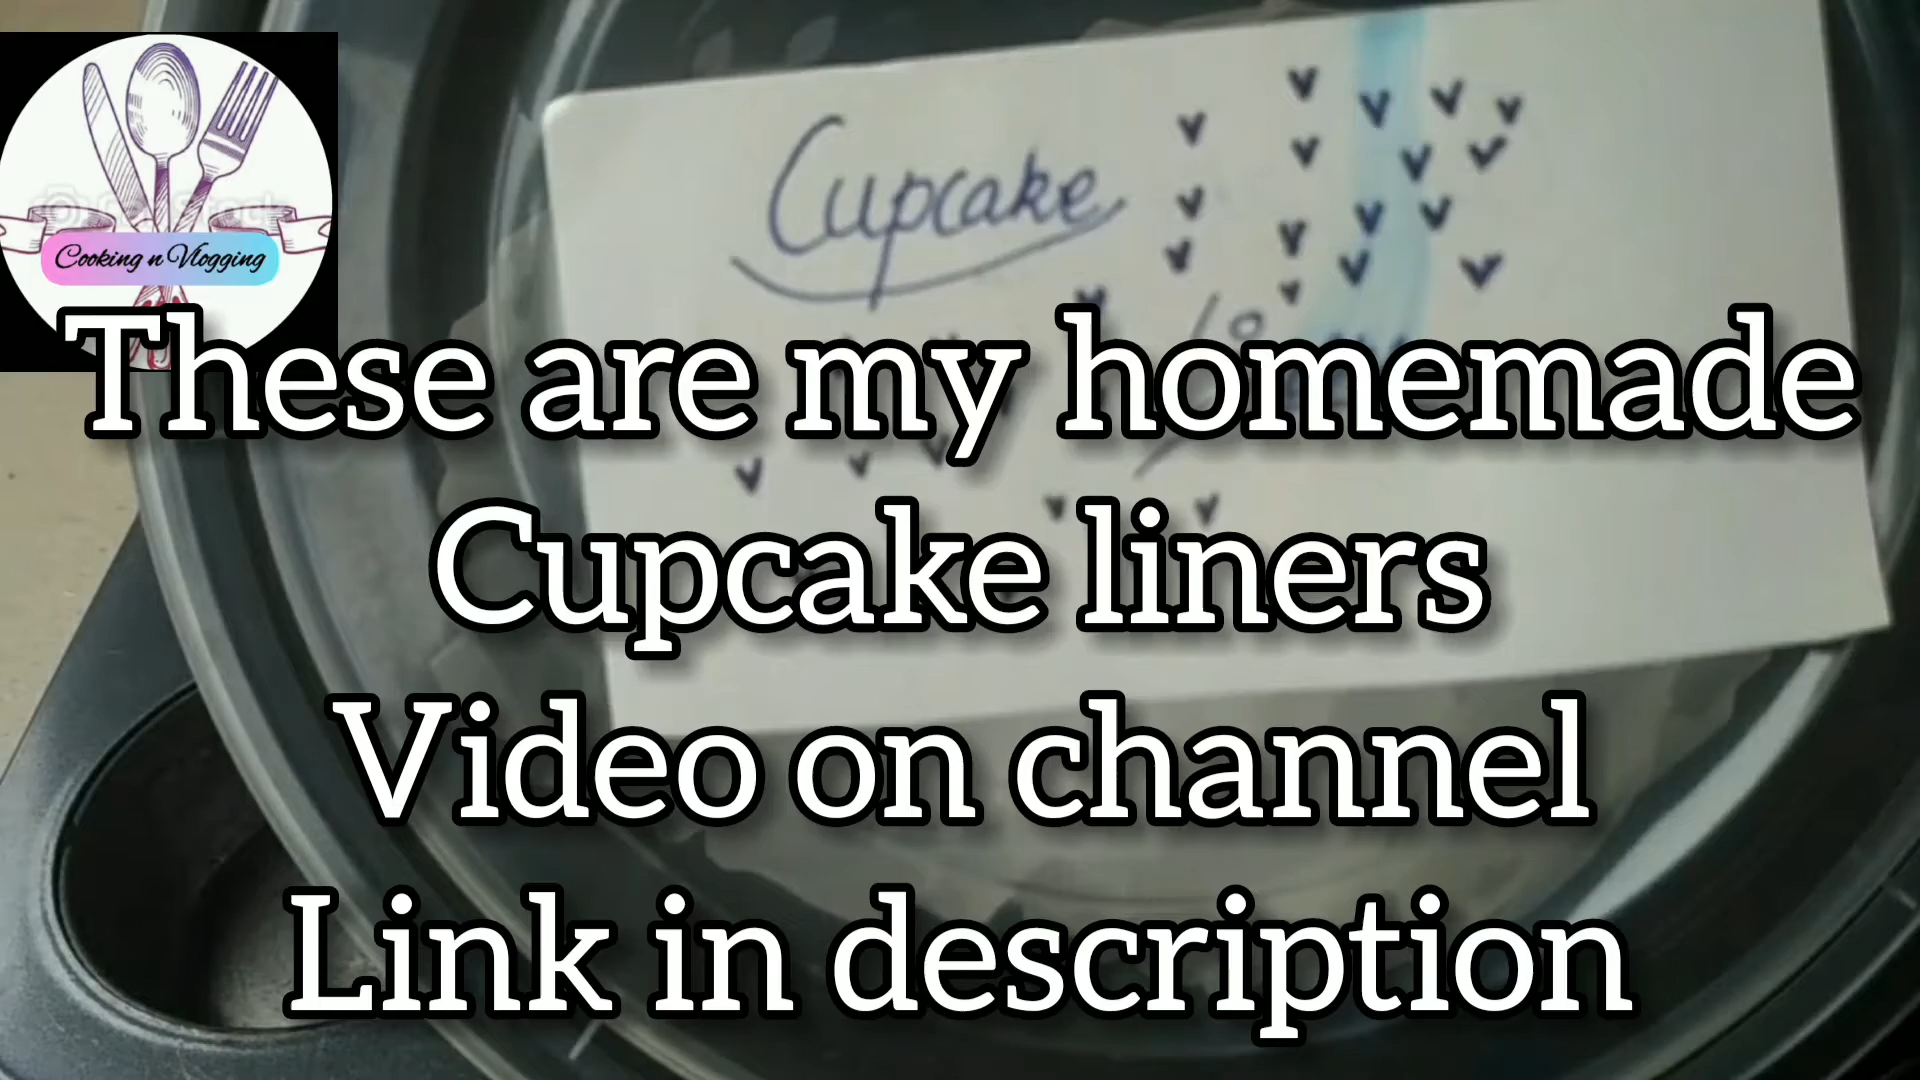 Cupcake
Cooking n Vlogging
These are my homemade
Cupcake liners
Video on channel
Link in description